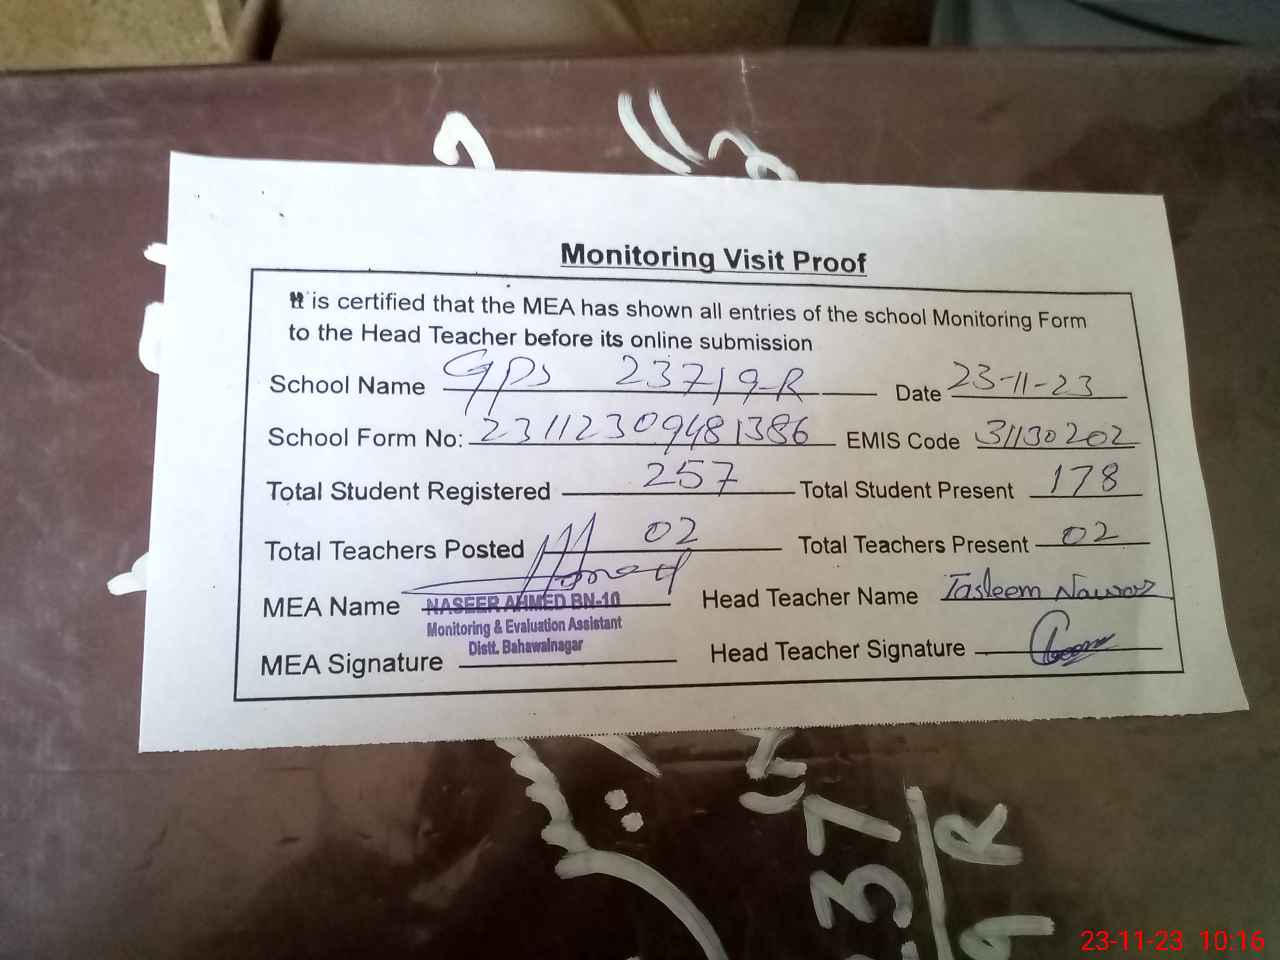 Monitoring Visit Proof
It is certified that the MEA has shown all entries of the school Monitoring Form
to the Head Teacher before its online submission
School Name GPS 237/9-R Date 23-11-23
School Form No: 23112309481386 EMIS Code 31130202
Total Student Registered 257 Total Student Present 178
Total Teachers Posted 02 Total Teachers Present 02
MEA Name NASEER AHMED BN-10 Head Teacher Name Tasleem Nawaz
Monitoring & Evaluation Assistant
Distt. Bahawalnagar
MEA Signature Head Teacher Signature
23-11-23 10:16